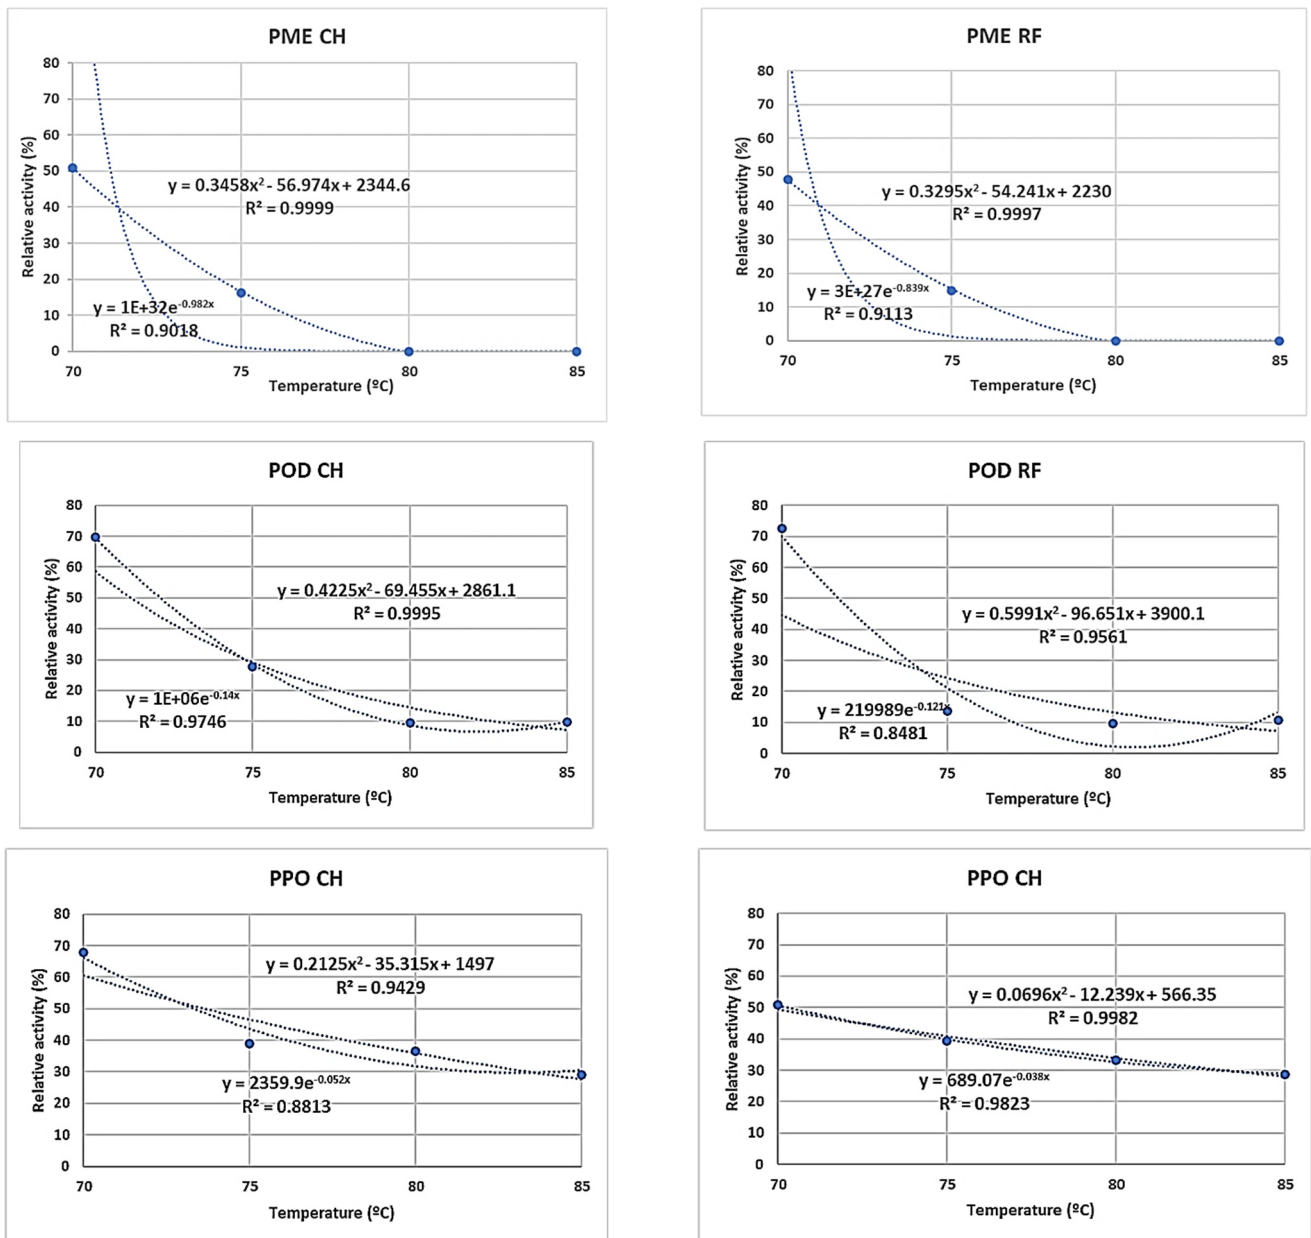 PME CH
80
70
60
50
40
30
20
10
0
Relative activity (%)
y = 0.3458x² - 56.974x + 2344.6
R² = 0.9999
y = 1E+32e^-0.982x
R² = 0.9018
70 75 80 85
Temperature (ºC)
PME RF
80
70
60
50
40
30
20
10
0
Relative activity (%)
y = 0.3295x² - 54.241x + 2230
R² = 0.9997
y = 3E+27e^-0.839x
R² = 0.9113
70 75 80 85
Temperature (ºC)
POD CH
80
70
60
50
40
30
20
10
0
Relative activity (%)
y = 0.4225x² - 69.455x + 2861.1
R² = 0.9995
y = 1E+06e^-0.14x
R² = 0.9746
70 75 80 85
Temperature (ºC)
POD RF
80
70
60
50
40
30
20
10
0
Relative activity (%)
y = 0.5991x² - 96.651x + 3900.1
R² = 0.9561
y = 219989e^-0.121x
R² = 0.8481
70 75 80 85
Temperature (ºC)
PPO CH
80
70
60
50
40
30
20
10
0
Relative activity (%)
y = 0.2125x² - 35.315x + 1497
R² = 0.9429
y = 2359.9e^-0.052x
R² = 0.8813
70 75 80 85
Temperature (ºC)
PPO CH
80
70
60
50
40
30
20
10
0
Relative activity (%)
y = 0.0696x² - 12.239x + 566.35
R² = 0.9982
y = 689.07e^-0.038x
R² = 0.9823
70 75 80 85
Temperature (ºC)